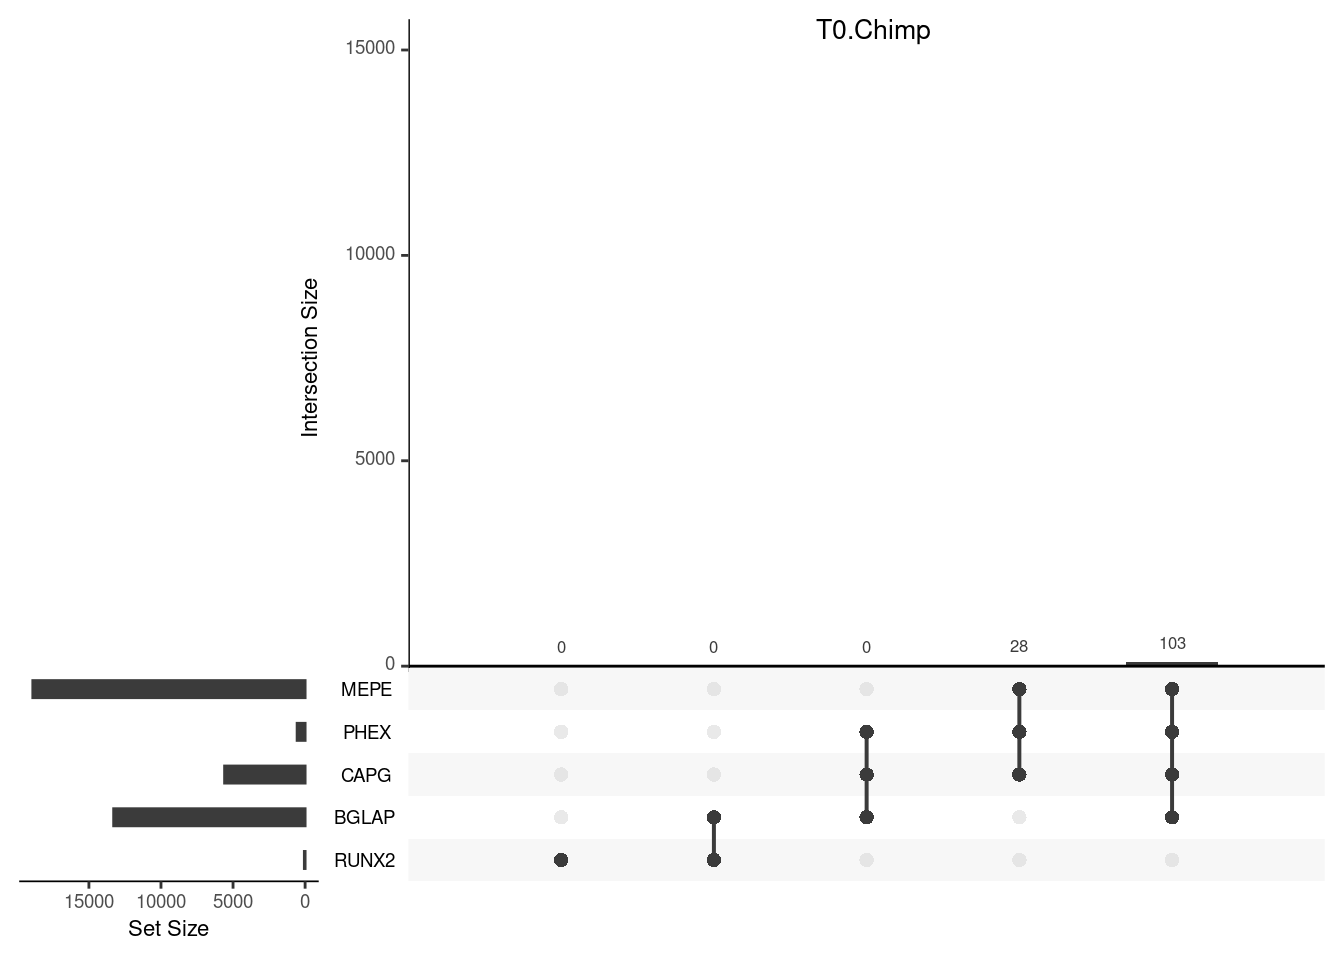 T0.Chimp
15000
10000
5000
0
Intersection Size
0
0
0
28
103
MEPE
PHEX
CAPG
BGLAP
RUNX2
15000 10000 5000 0
Set Size